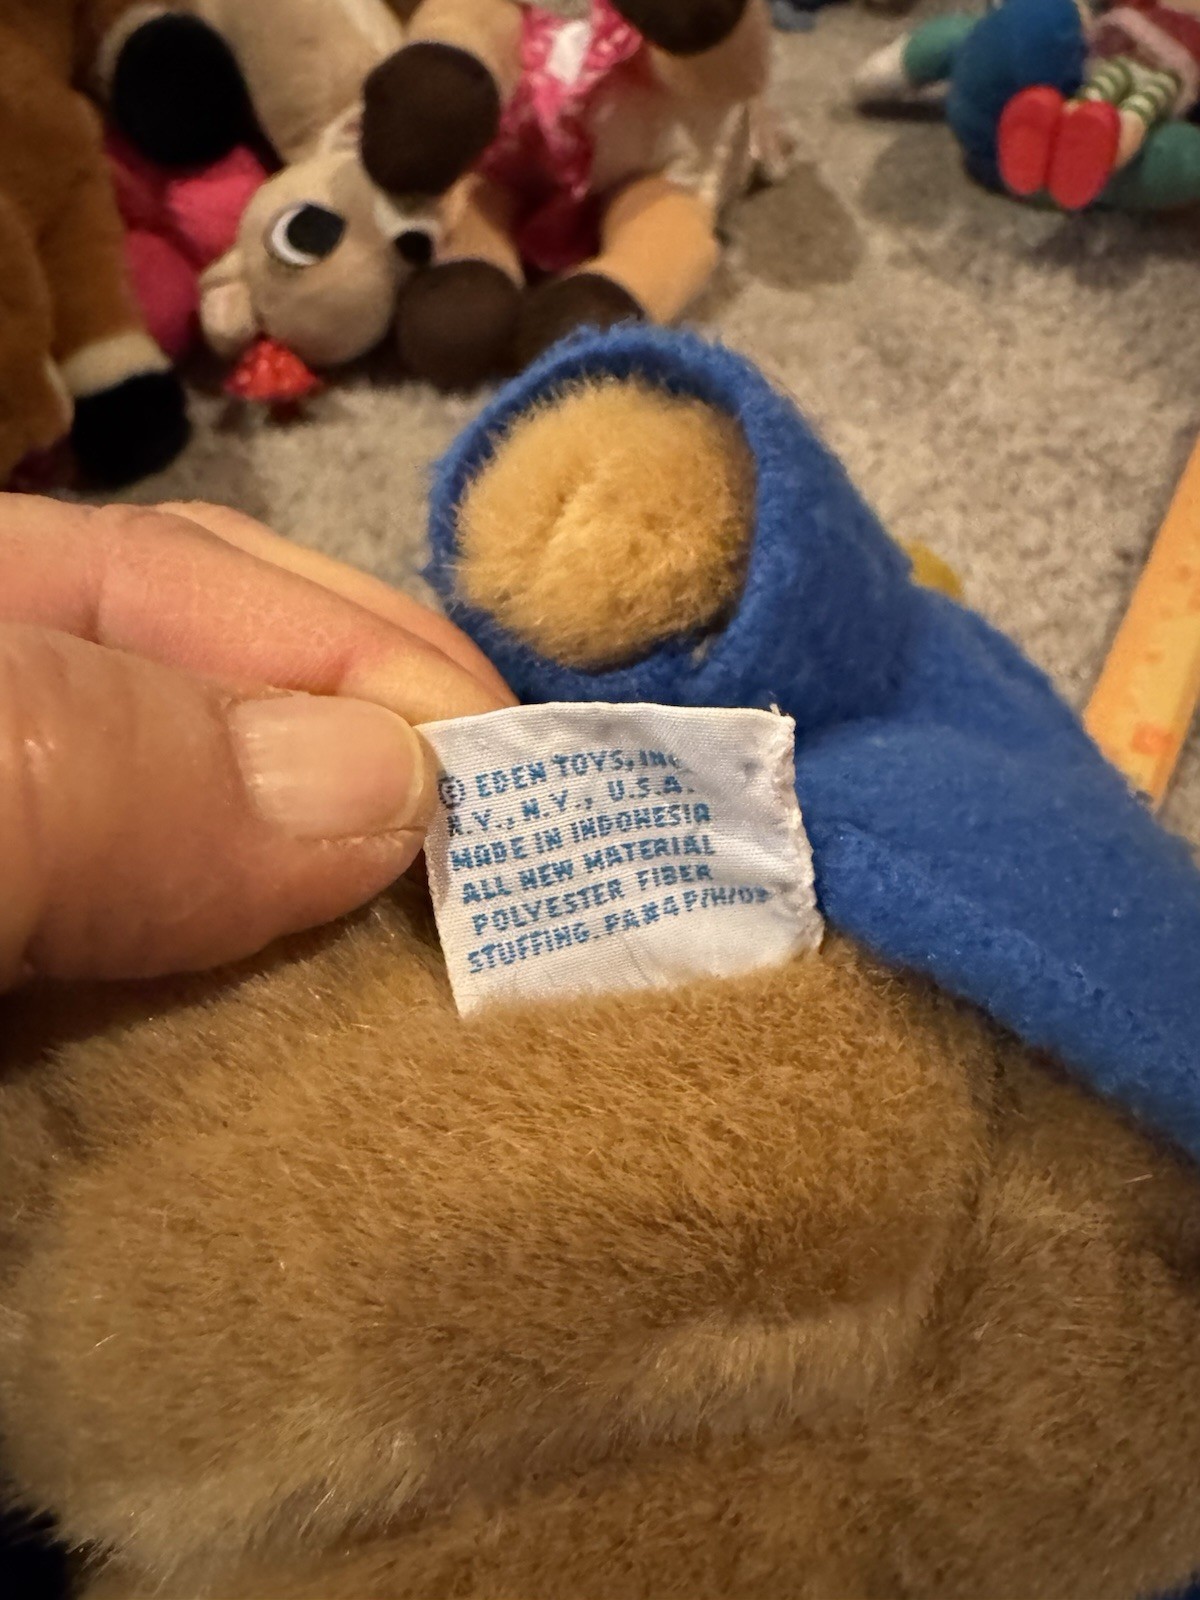 © EDEN TOYS, INC
N.Y., N.Y., U.S.A.
MADE IN INDONESIA
ALL NEW MATERIAL
POLYESTER FIBER
STUFFING. PA#4 P/H/